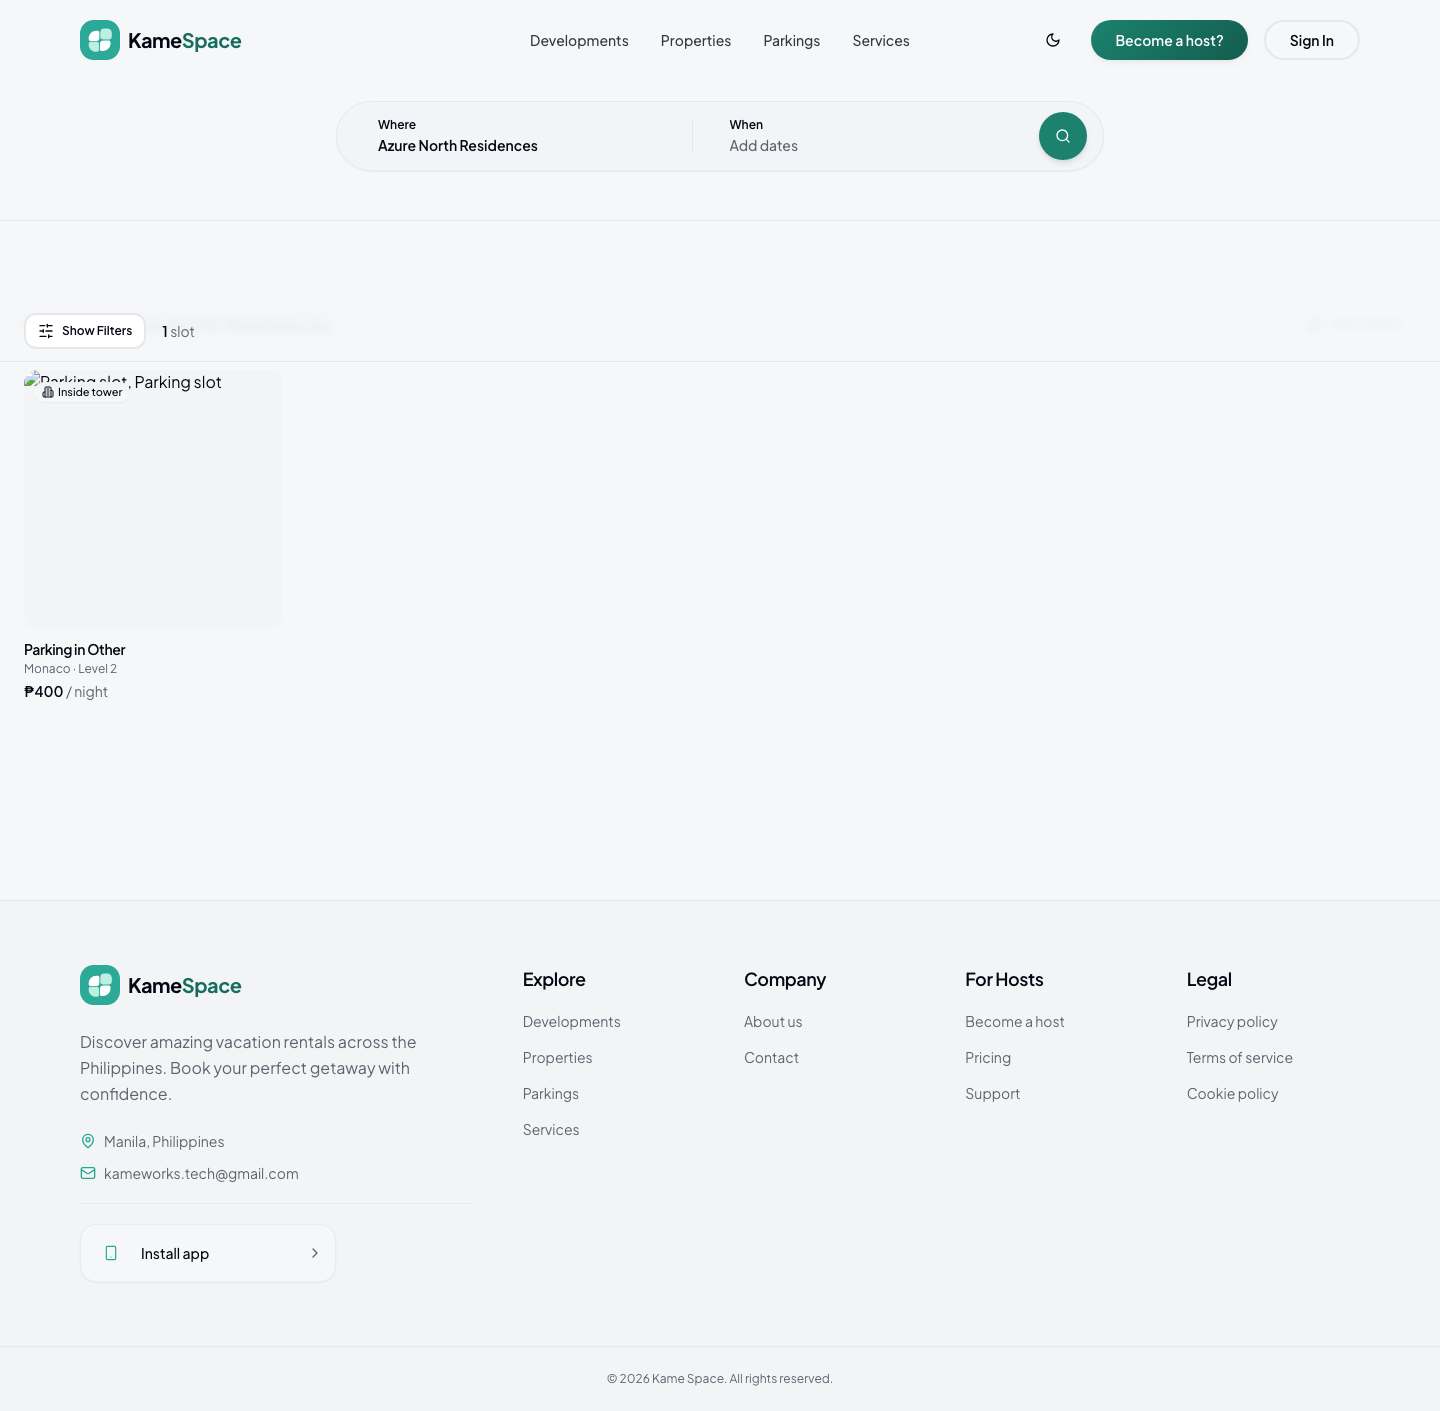 KameSpace
Developments
Properties
Parkings
Services
Become a host?
Sign In
Where
Azure North Residences
When
Add dates
Show Filters
1 slot
Parking slot, Parking slot
Inside tower
Parking in Other
Monaco · Level 2
₱400 / night
KameSpace
Discover amazing vacation rentals across the
Philippines. Book your perfect getaway with
confidence.
Manila, Philippines
kameworks.tech@gmail.com
Install app
Explore
Developments
Properties
Parkings
Services
Company
About us
Contact
For Hosts
Become a host
Pricing
Support
Legal
Privacy policy
Terms of service
Cookie policy
© 2026 Kame Space. All rights reserved.